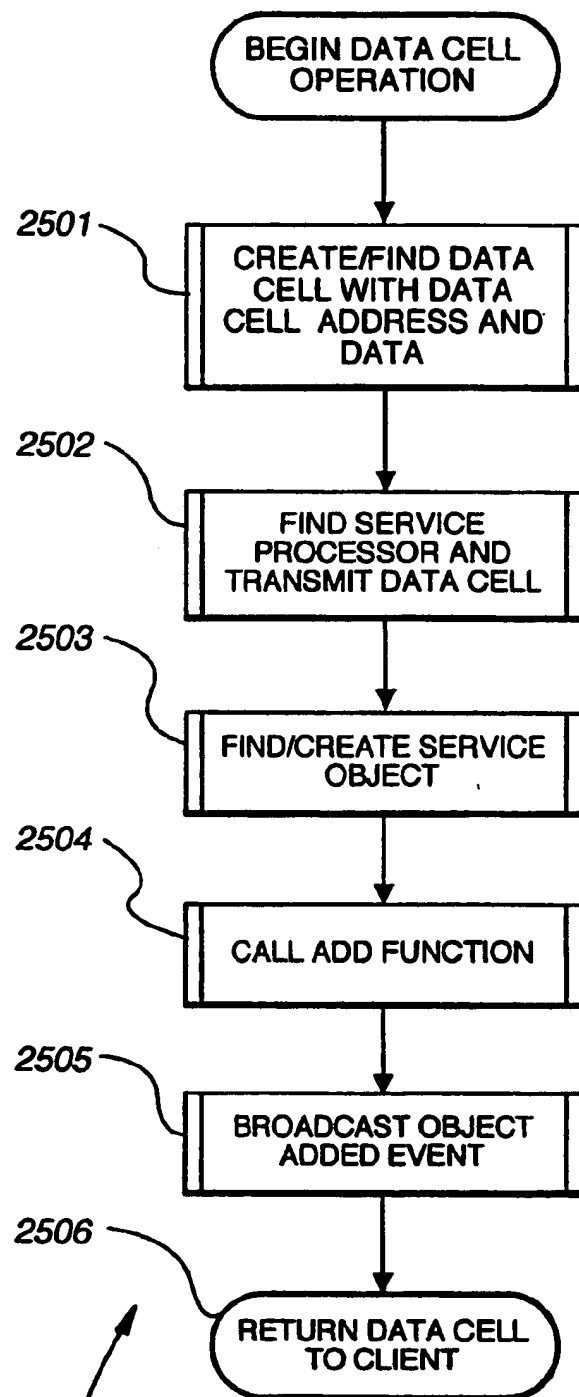 BEGIN DATA CELL
OPERATION
2501
CREATE/FIND DATA
CELL WITH DATA
CELL ADDRESS AND
DATA
2502
FIND SERVICE
PROCESSOR AND
TRANSMIT DATA CELL
2503
FIND/CREATE SERVICE
OBJECT
2504
CALL ADD FUNCTION
2505
BROADCAST OBJECT
ADDED EVENT
2506
RETURN DATA CELL
TO CLIENT